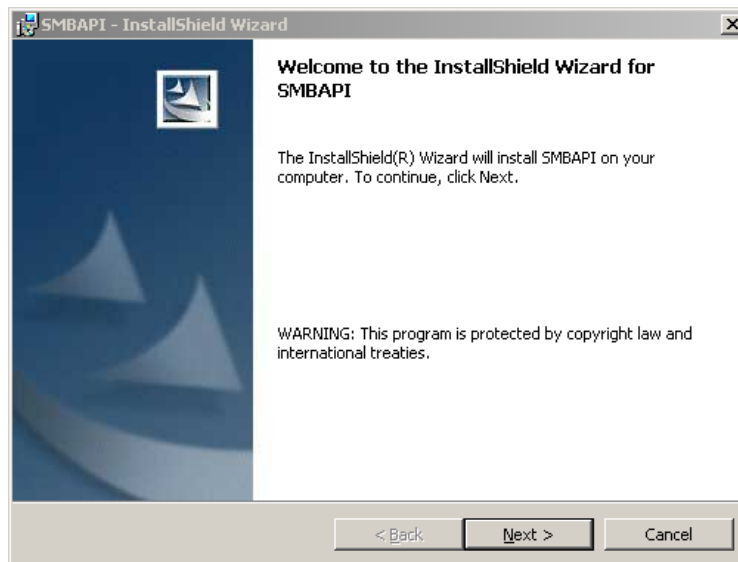 SMBAPI - InstallShield Wizard
Welcome to the InstallShield Wizard for
SMBAPI
The InstallShield(R) Wizard will install SMBAPI on your
computer. To continue, click Next.
WARNING: This program is protected by copyright law and
international treaties.
< Back
Next >
Cancel